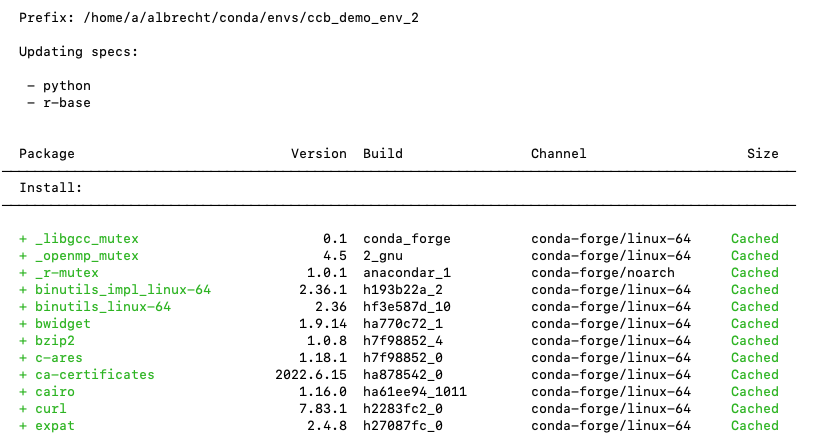 Prefix: /home/a/albrecht/conda/envs/ccb_demo_env_2
Updating specs:
- python
- r-base
Package Version Build Channel Size
Install:
+ _libgcc_mutex 0.1 conda_forge conda-forge/linux-64 Cached
+ _openmp_mutex 4.5 2_gnu conda-forge/linux-64 Cached
+ _r-mutex 1.0.1 anacondar_1 conda-forge/noarch Cached
+ binutils_impl_linux-64 2.36.1 h193b22a_2 conda-forge/linux-64 Cached
+ binutils_linux-64 2.36 hf3e587d_10 conda-forge/linux-64 Cached
+ bwidget 1.9.14 ha770c72_1 conda-forge/linux-64 Cached
+ bzip2 1.0.8 h7f98852_4 conda-forge/linux-64 Cached
+ c-ares 1.18.1 h7f98852_0 conda-forge/linux-64 Cached
+ ca-certificates 2022.6.15 ha878542_0 conda-forge/linux-64 Cached
+ cairo 1.16.0 ha61ee94_1011 conda-forge/linux-64 Cached
+ curl 7.83.1 h2283fc2_0 conda-forge/linux-64 Cached
+ expat 2.4.8 h27087fc_0 conda-forge/linux-64 Cached